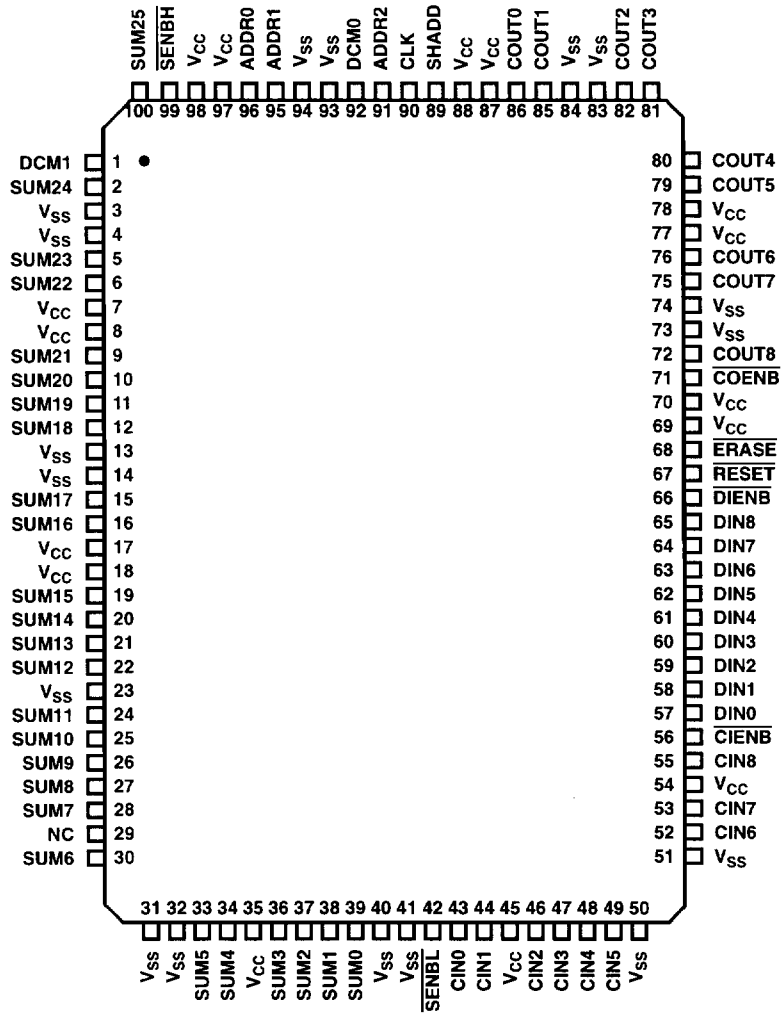 SUM25 SENBH VCC VCC ADDR0 ADDR1 VSS VSS DCM0 ADDR2 CLK SHADD VCC VCC COUT0 COUT1 VSS VSS COUT2 COUT3
100 99 98 97 96 95 94 93 92 91 90 89 88 87 86 85 84 83 82 81
DCM1 1
SUM24 2
VSS 3
VSS 4
SUM23 5
SUM22 6
VCC 7
VCC 8
SUM21 9
SUM20 10
SUM19 11
SUM18 12
VSS 13
VSS 14
SUM17 15
SUM16 16
VCC 17
VCC 18
SUM15 19
SUM14 20
SUM13 21
SUM12 22
VSS 23
SUM11 24
SUM10 25
SUM9 26
SUM8 27
SUM7 28
NC 29
SUM6 30
80 COUT4
79 COUT5
78 VCC
77 VCC
76 COUT6
75 COUT7
74 VSS
73 VSS
72 COUT8
71 COENB
70 VCC
69 VCC
68 ERASE
67 RESET
66 DIENB
65 DIN8
64 DIN7
63 DIN6
62 DIN5
61 DIN4
60 DIN3
59 DIN2
58 DIN1
57 DIN0
56 CIENB
55 CIN8
54 VCC
53 CIN7
52 CIN6
51 VSS
31 32 33 34 35 36 37 38 39 40 41 42 43 44 45 46 47 48 49 50
VSS VSS SUM5 SUM4 VCC SUM3 SUM2 SUM1 SUM0 VSS VSS SENBL CIN0 CIN1 VCC CIN2 CIN3 CIN4 CIN5 VSS